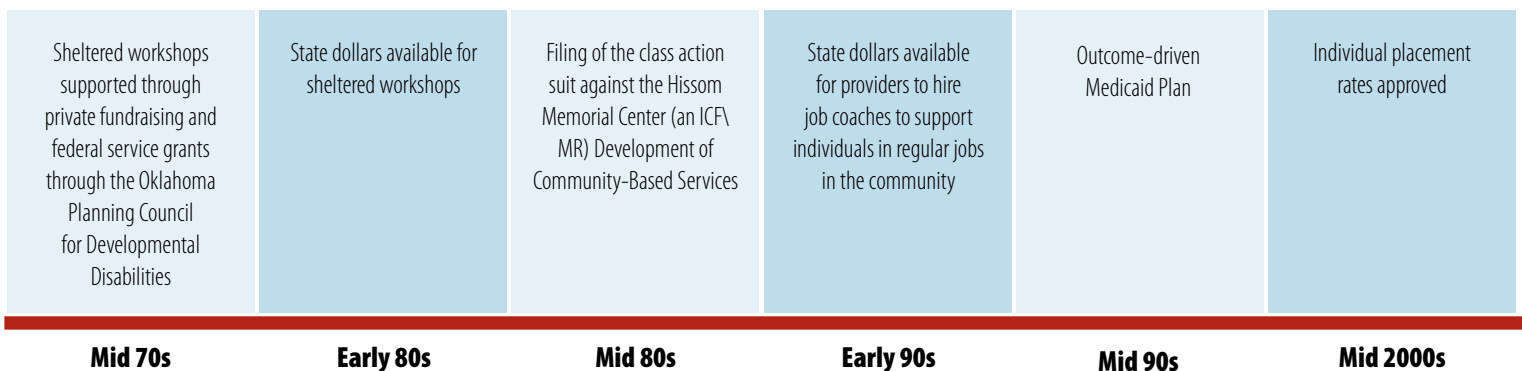 Sheltered workshops
supported through
private fundraising and
federal service grants
through the Oklahoma
Planning Council
for Developmental
Disabilities
State dollars available for
sheltered workshops
Filing of the class action
suit against the Hissom
Memorial Center (an ICF\
MR) Development of
Community-Based Services
State dollars available
for providers to hire
job coaches to support
individuals in regular jobs
in the community
Outcome-driven
Medicaid Plan
Individual placement
rates approved
Mid 70s
Early 80s
Mid 80s
Early 90s
Mid 90s
Mid 2000s